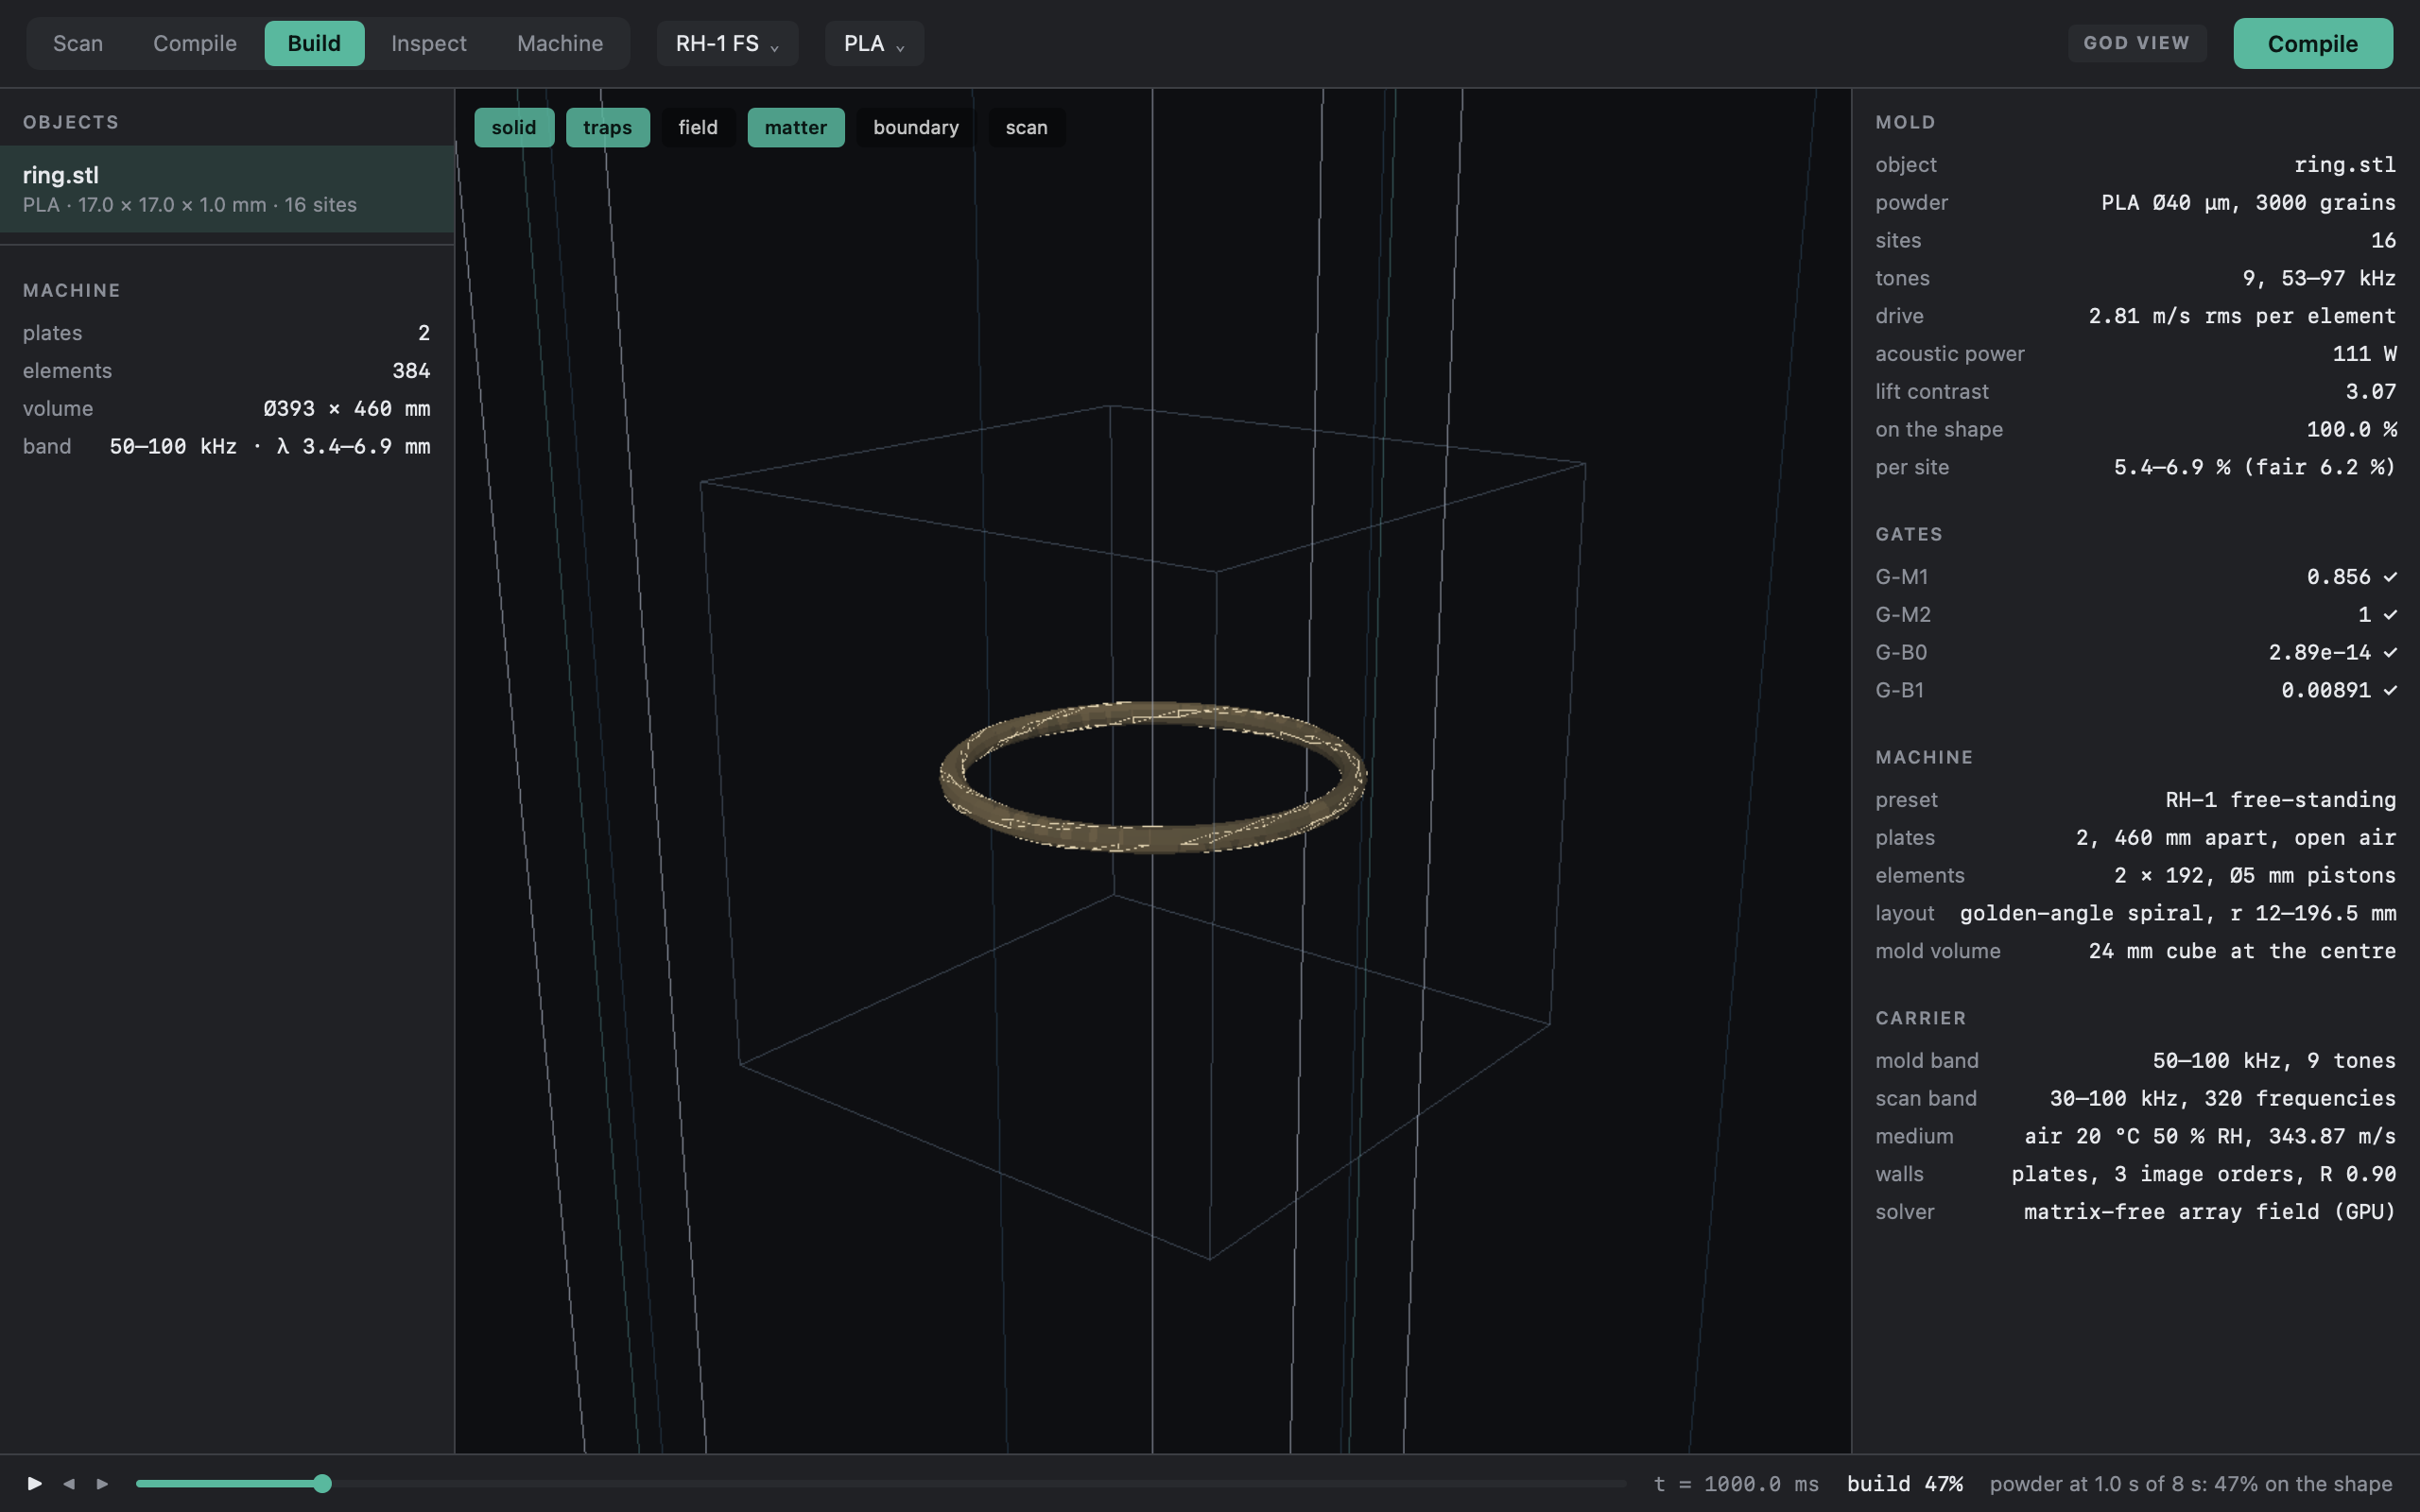 Scan Compile Build Inspect Machine RH-1 FS PLA GOD VIEW Compile
OBJECTS
ring.stl
PLA · 17.0 × 17.0 × 1.0 mm · 16 sites
MACHINE
plates 2
elements 384
volume Ø393 × 460 mm
band 50–100 kHz · λ 3.4–6.9 mm
solid traps field matter boundary scan
MOLD
object ring.stl
powder PLA Ø40 µm, 3000 grains
sites 16
tones 9, 53–97 kHz
drive 2.81 m/s rms per element
acoustic power 111 W
lift contrast 3.07
on the shape 100.0 %
per site 5.4–6.9 % (fair 6.2 %)
GATES
G-M1 0.856 ✓
G-M2 1 ✓
G-B0 2.89e-14 ✓
G-B1 0.00891 ✓
MACHINE
preset RH-1 free-standing
plates 2, 460 mm apart, open air
elements 2 × 192, Ø5 mm pistons
layout golden-angle spiral, r 12–196.5 mm
mold volume 24 mm cube at the centre
CARRIER
mold band 50–100 kHz, 9 tones
scan band 30–100 kHz, 320 frequencies
medium air 20 °C 50 % RH, 343.87 m/s
walls plates, 3 image orders, R 0.90
solver matrix-free array field (GPU)
t = 1000.0 ms build 47% powder at 1.0 s of 8 s: 47% on the shape